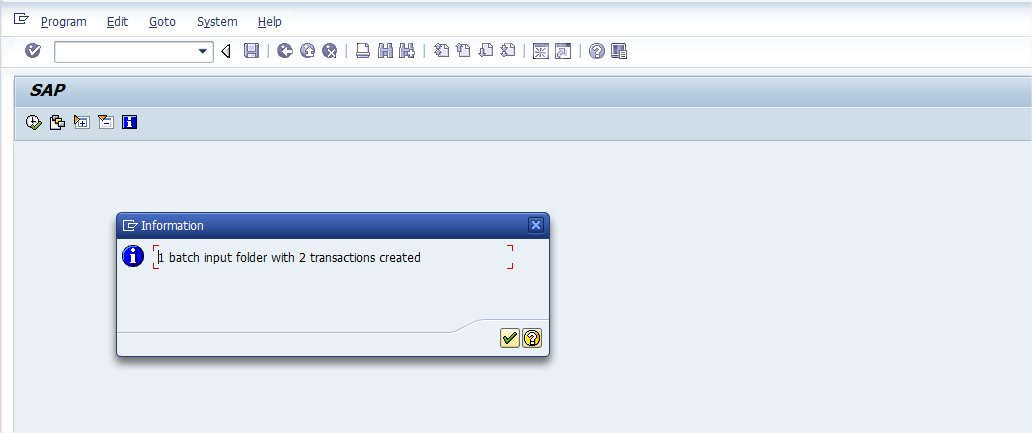 Program Edit Goto System Help
SAP
Information
1 batch input folder with 2 transactions created